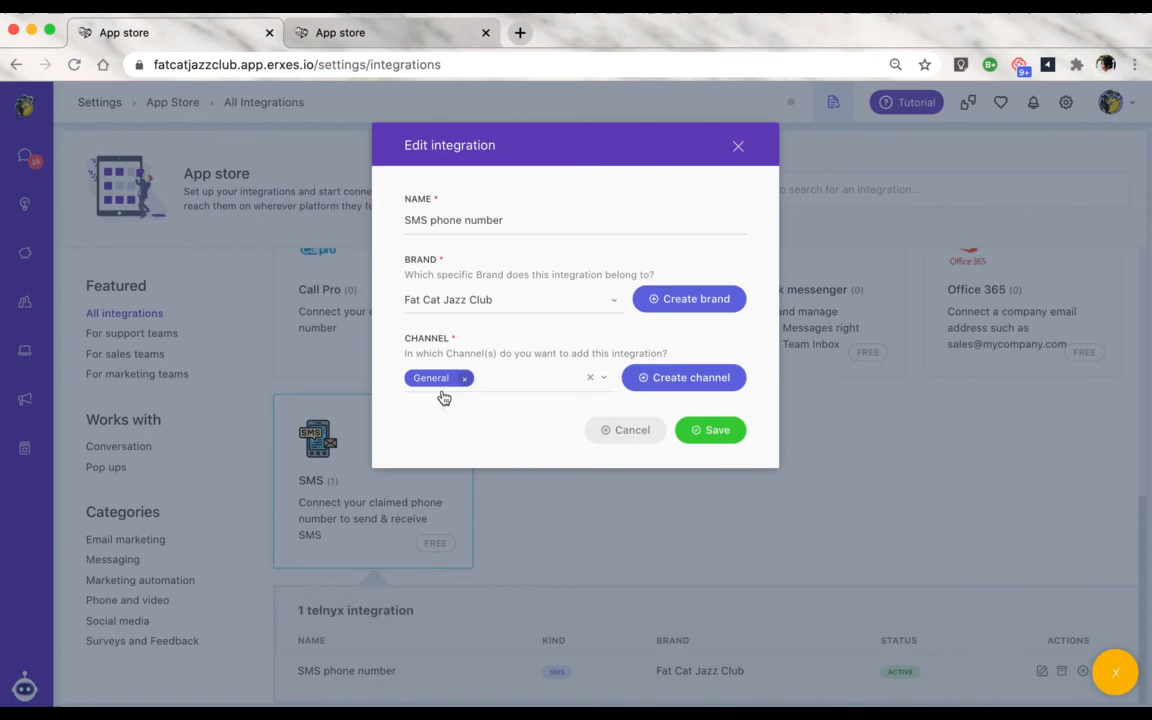 App store
App store
fatcatjazzclub.app.erxes.io/settings/integrations
9+
Settings › App Store › All Integrations
Tutorial
App store
Set up your integrations and start conne
reach them on wherever platform they fe
to search for an integration...
Edit integration
NAME *
SMS phone number
BRAND *
Which specific Brand does this integration belong to?
Fat Cat Jazz Club
Create brand
CHANNEL *
In which Channel(s) do you want to add this integration?
General ×
Create channel
Cancel
Save
Featured
All integrations
For support teams
For sales teams
For marketing teams
Works with
Conversation
Pop ups
Categories
Email marketing
Messaging
Marketing automation
Phone and video
Social media
Surveys and Feedback
Call Pro (0)
Connect your
number
k messenger (0)
and manage
Messages right
Team Inbox
FREE
Office 365
Office 365 (0)
Connect a company email
address such as
sales@mycompany.com
FREE
SMS
SMS (1)
Connect your claimed phone
number to send & receive
SMS
FREE
1 telnyx integration
NAME KIND BRAND STATUS ACTIONS
SMS phone number SMS Fat Cat Jazz Club ACTIVE